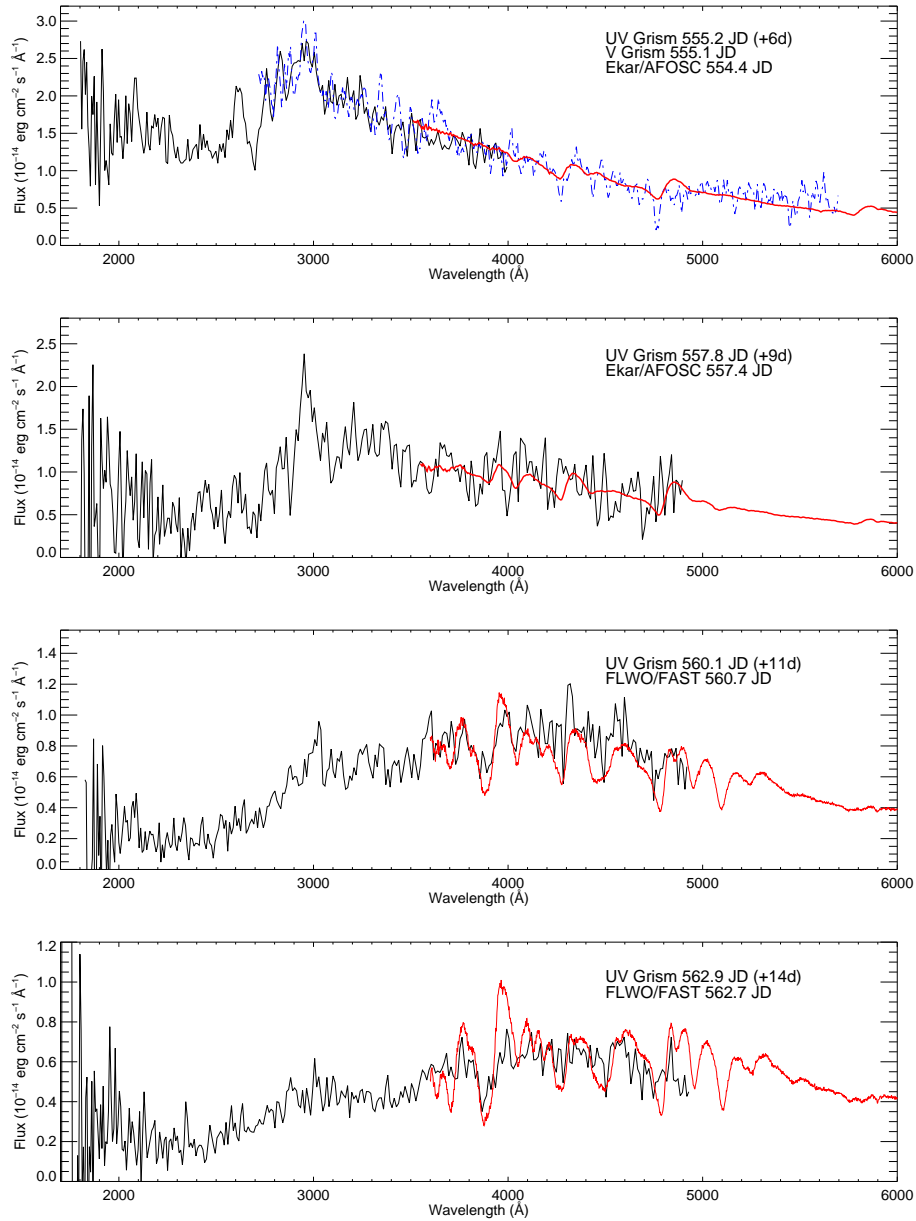 3.0
2.5
2.0
1.5
1.0
0.5
0.0
Flux (10⁻¹⁴ erg cm⁻² s⁻¹ Å⁻¹)
UV Grism 555.2 JD (+6d)
V Grism 555.1 JD
Ekar/AFOSC 554.4 JD
2000 3000 4000 5000 6000
Wavelength (Å)
2.5
2.0
1.5
1.0
0.5
0.0
Flux (10⁻¹⁴ erg cm⁻² s⁻¹ Å⁻¹)
UV Grism 557.8 JD (+9d)
Ekar/AFOSC 557.4 JD
2000 3000 4000 5000 6000
Wavelength (Å)
1.4
1.2
1.0
0.8
0.6
0.4
0.2
0.0
Flux (10⁻¹⁴ erg cm⁻² s⁻¹ Å⁻¹)
UV Grism 560.1 JD (+11d)
FLWO/FAST 560.7 JD
2000 3000 4000 5000 6000
Wavelength (Å)
1.2
1.0
0.8
0.6
0.4
0.2
0.0
Flux (10⁻¹⁴ erg cm⁻² s⁻¹ Å⁻¹)
UV Grism 562.9 JD (+14d)
FLWO/FAST 562.7 JD
2000 3000 4000 5000 6000
Wavelength (Å)